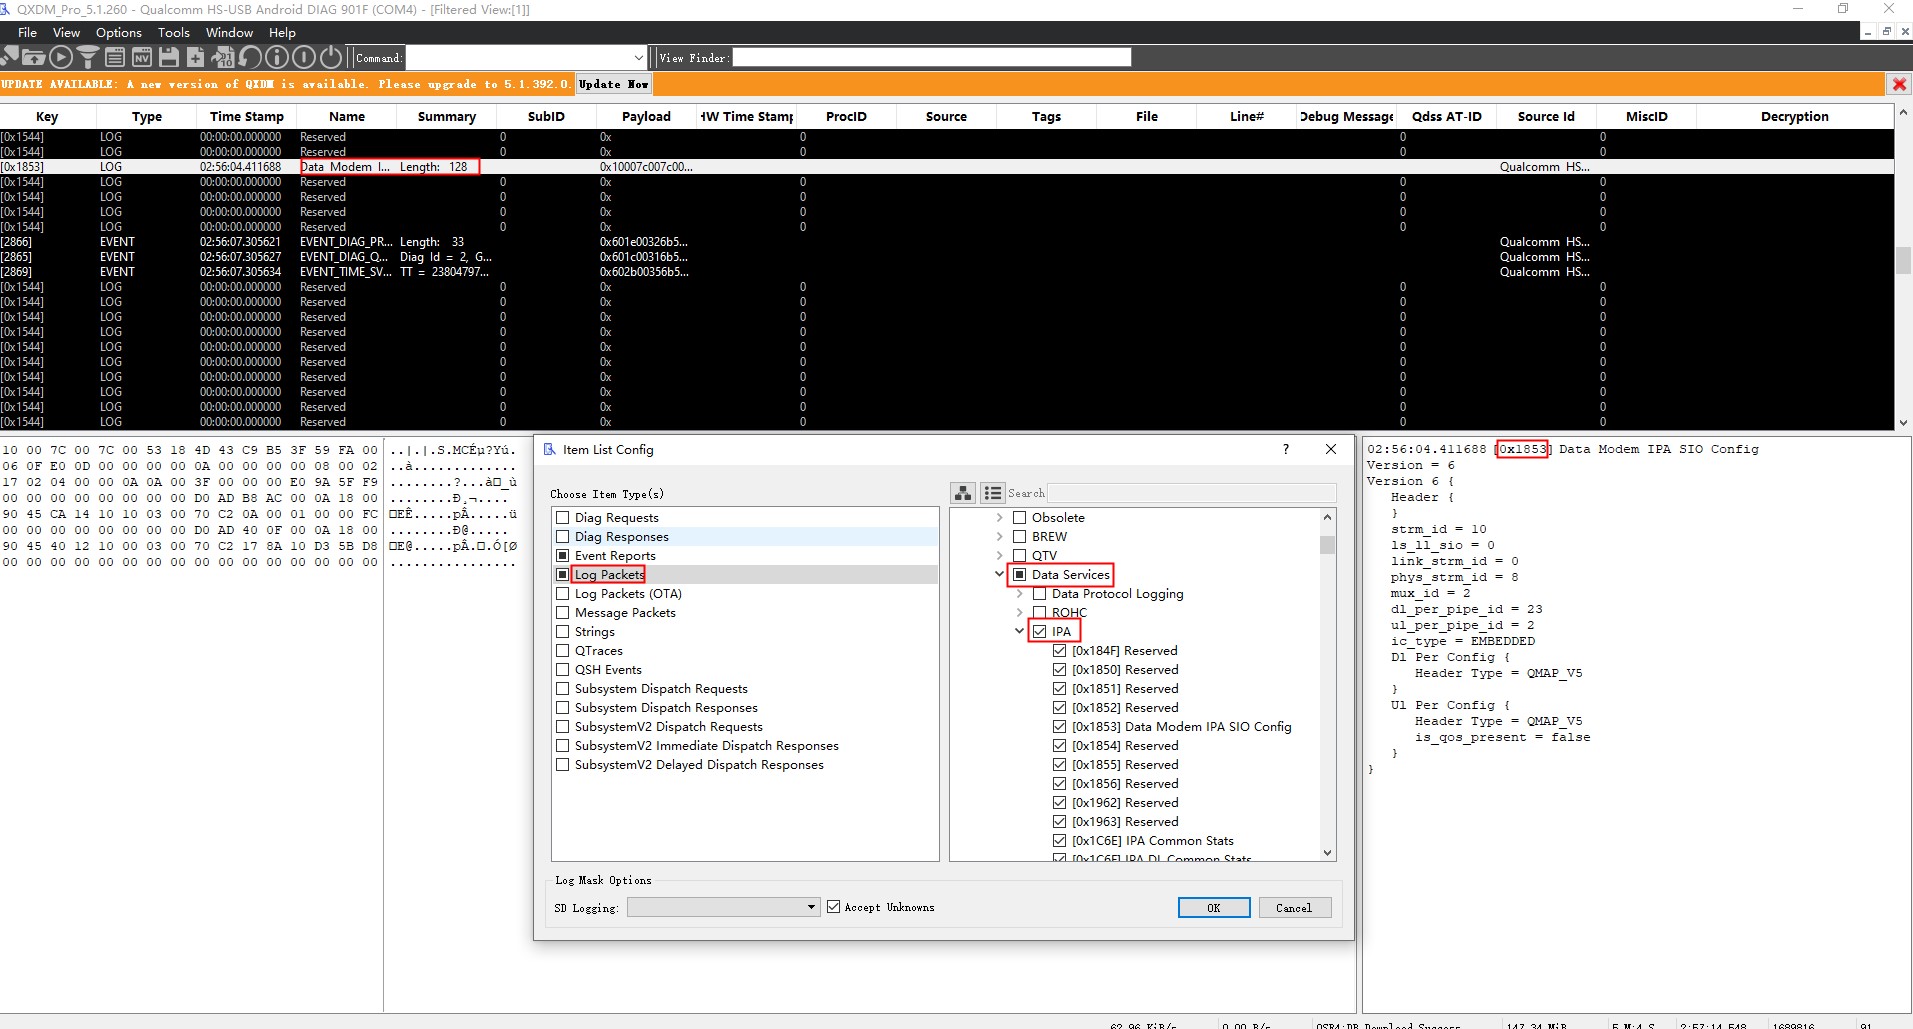 QXDM_Pro_5.1.260 - Qualcomm HS-USB Android DIAG 901F (COM4) - [Filtered View:[1]]
File View Options Tools Window Help
Command: View Finder:
UPDATE AVAILABLE: A new version of QXDM is available. Please upgrade to 5.1.392.0. Update Now
Key Type Time Stamp Name Summary SubID Payload HW Time Stamp ProcID Source Tags File Line# Debug Message Qdss AT-ID Source Id MiscID Decryption
[0x1544] LOG 00:00:00.000000 Reserved 0 0x 0 0 0
[0x1544] LOG 00:00:00.000000 Reserved 0 0x 0 0 0
[0x1853] LOG 02:56:04.411688 Data Modem I... Length: 128 0x10007c007c00... Qualcomm HS...
[0x1544] LOG 00:00:00.000000 Reserved 0 0x 0 0 0
[0x1544] LOG 00:00:00.000000 Reserved 0 0x 0 0 0
[0x1544] LOG 00:00:00.000000 Reserved 0 0x 0 0 0
[0x1544] LOG 00:00:00.000000 Reserved 0 0x 0 0 0
[2866] EVENT 02:56:07.305621 EVENT_DIAG_PR... Length: 33 0x601e00326b5... Qualcomm HS...
[2865] EVENT 02:56:07.305627 EVENT_DIAG_Q... Diag Id = 2, G... 0x601c00316b5... Qualcomm HS...
[2869] EVENT 02:56:07.305634 EVENT_TIME_SV... TT = 23804797... 0x602b00356b5... Qualcomm HS...
[0x1544] LOG 00:00:00.000000 Reserved 0 0x 0 0 0
[0x1544] LOG 00:00:00.000000 Reserved 0 0x 0 0 0
[0x1544] LOG 00:00:00.000000 Reserved 0 0x 0 0 0
[0x1544] LOG 00:00:00.000000 Reserved 0 0x 0 0 0
[0x1544] LOG 00:00:00.000000 Reserved 0 0x 0 0 0
[0x1544] LOG 00:00:00.000000 Reserved 0 0x 0 0 0
[0x1544] LOG 00:00:00.000000 Reserved 0 0x 0 0 0
[0x1544] LOG 00:00:00.000000 Reserved 0 0x 0 0 0
[0x1544] LOG 00:00:00.000000 Reserved 0 0x 0 0 0
[0x1544] LOG 00:00:00.000000 Reserved 0 0x 0 0 0
10 00 7C 00 7C 00 53 18 4D 43 C9 B5 3F 59 FA 00 ..|.|.S.MCÉµ?Yú.
06 0F E0 0D 00 00 00 00 0A 00 00 00 00 08 00 02 ..à.............
17 02 04 00 00 0A 0A 00 3F 00 00 00 E0 9A 5F F9
00 00 00 00 00 00 00 00 D0 AD B8 AC 00 0A 18 00
90 45 CA 14 10 10 03 00 70 C2 0A 00 01 00 00 FC
00 00 00 00 00 00 00 00 D0 AD 40 0F 00 0A 18 00
90 45 40 12 10 00 03 00 70 C2 17 8A 10 D3 5B D8
00 00 00 00 00 00 00 00 00 00 00 00 00 00 00 00 ................
Item List Config
Choose Item Type(s)
Diag Requests
Diag Responses
Event Reports
Log Packets
Log Packets (OTA)
Message Packets
Strings
QTraces
QSH Events
Subsystem Dispatch Requests
Subsystem Dispatch Responses
SubsystemV2 Dispatch Requests
SubsystemV2 Immediate Dispatch Responses
SubsystemV2 Delayed Dispatch Responses
Search
Obsolete
BREW
QTV
Data Services
Data Protocol Logging
ROHC
IPA
[0x184F] Reserved
[0x1850] Reserved
[0x1851] Reserved
[0x1852] Reserved
[0x1853] Data Modem IPA SIO Config
[0x1854] Reserved
[0x1855] Reserved
[0x1856] Reserved
[0x1962] Reserved
[0x1963] Reserved
[0x1C6E] IPA Common Stats
[0x1C6F] IPA DL Common Stats
Log Mask Options
SD Logging: Accept Unknowns
OK Cancel
02:56:04.411688 [0x1853] Data Modem IPA SIO Config
Version = 6
Version 6 {
Header {
}
strm_id = 10
ls_ll_sio = 0
link_strm_id = 0
phys_strm_id = 8
mux_id = 2
dl_per_pipe_id = 23
ul_per_pipe_id = 2
ic_type = EMBEDDED
Dl Per Config {
Header Type = QMAP_V5
}
Ul Per Config {
Header Type = QMAP_V5
is_qos_present = false
}
}
62.96 KiB/s 0.00 B/s QSR4:DB Download Success 147.34 MiB 5 M:4 S 2:57:14.548 1689816 91